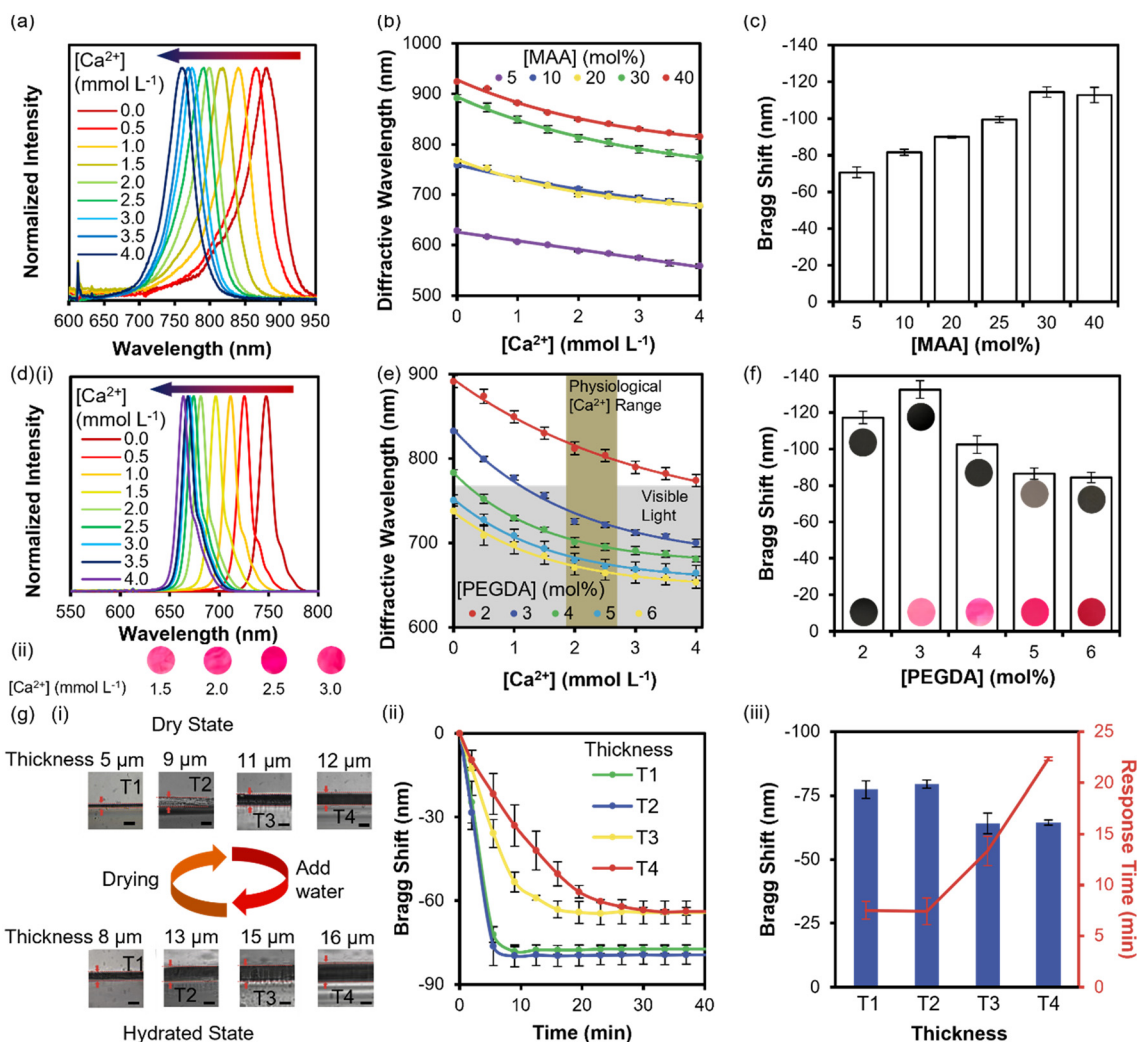 (a)
[Ca²⁺]
(mmol L⁻¹)
0.0
0.5
1.0
1.5
2.0
2.5
3.0
3.5
4.0
Normalized Intensity
600 650 700 750 800 850 900 950
Wavelength (nm)
(b)
[MAA] (mol%)
5 10 20 30 40
Diffractive Wavelength (nm)
1000
900
800
700
600
500
0 1 2 3 4
[Ca²⁺] (mmol L⁻¹)
(c)
Bragg Shift (nm)
-140
-120
-100
-80
-60
-40
-20
0
5 10 20 25 30 40
[MAA] (mol%)
(d)(i)
[Ca²⁺]
(mmol L⁻¹)
0.0
0.5
1.0
1.5
2.0
2.5
3.0
3.5
4.0
Normalized Intensity
550 600 650 700 750 800
Wavelength (nm)
(ii)
[Ca²⁺] (mmol L⁻¹) 1.5 2.0 2.5 3.0
(e)
Diffractive Wavelength (nm)
900
800
700
600
Physiological
[Ca²⁺] Range
Visible
Light
[PEGDA] (mol%)
2 3 4 5 6
0 1 2 3 4
[Ca²⁺] (mmol L⁻¹)
(f)
Bragg Shift (nm)
-140
-120
-100
-80
-60
-40
-20
0
2 3 4 5 6
[PEGDA] (mol%)
(g) (i)
Dry State
Thickness 5 µm 9 µm 11 µm 12 µm
T1 T2 T3 T4
Drying
Add
water
Thickness 8 µm 13 µm 15 µm 16 µm
T1 T2 T3 T4
Hydrated State
(ii)
Bragg Shift (nm)
0
-30
-60
-90
Thickness
T1
T2
T3
T4
0 10 20 30 40
Time (min)
(iii)
Bragg Shift (nm)
-100
-75
-50
-25
0
Response Time (min)
25
20
15
10
5
0
T1 T2 T3 T4
Thickness